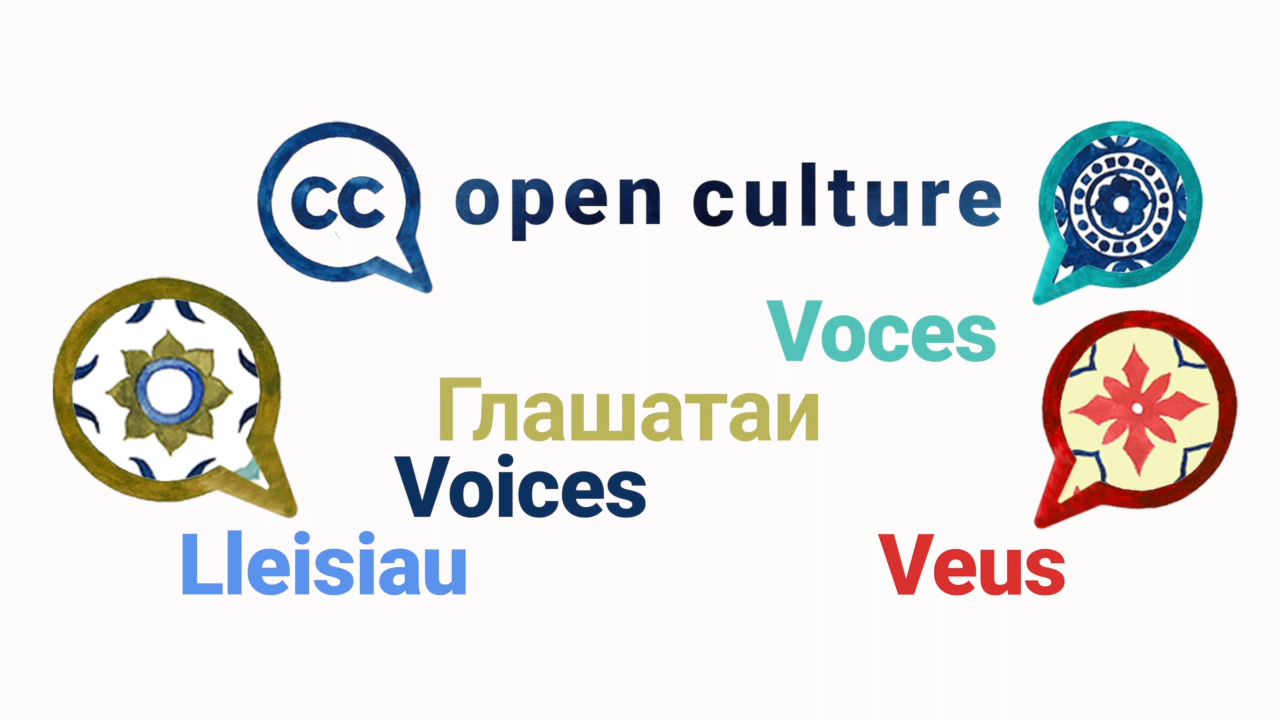 cc open culture
Voces
Глашатаи
Voices
Lleisiau
Veus